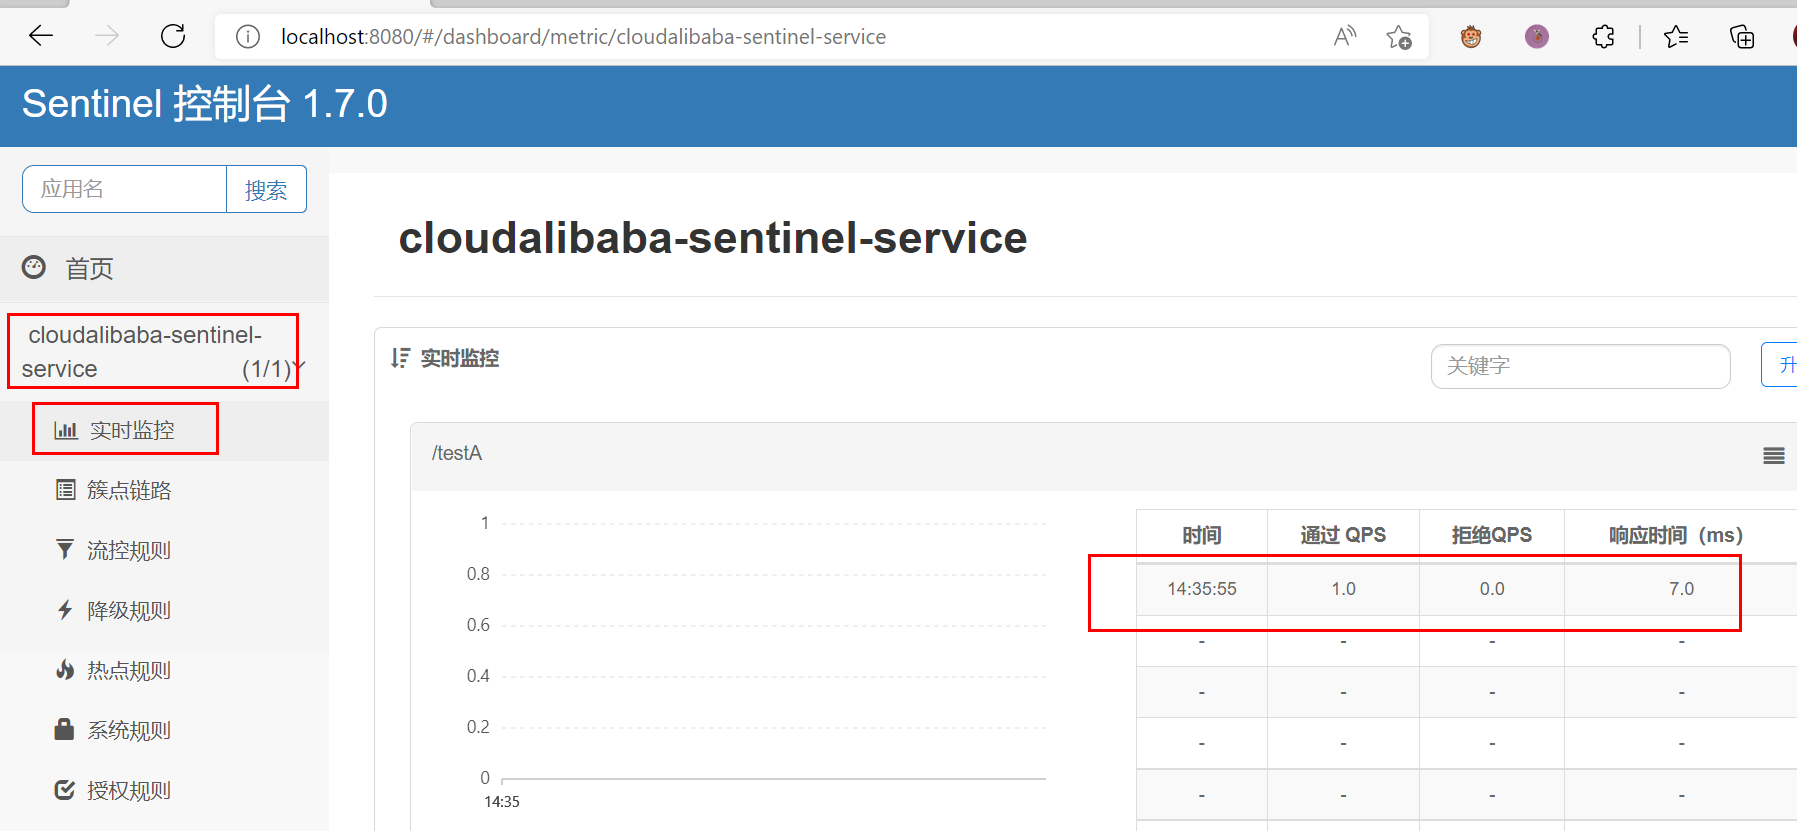 localhost:8080/#/dashboard/metric/cloudalibaba-sentinel-service
Sentinel 控制台 1.7.0
应用名
搜索
首页
cloudalibaba-sentinel-
service (1/1)
实时监控
簇点链路
流控规则
降级规则
热点规则
系统规则
授权规则
cloudalibaba-sentinel-service
实时监控
关键字
升
/testA
1
0.8
0.6
0.4
0.2
0
14:35
时间 通过 QPS 拒绝QPS 响应时间（ms）
14:35:55 1.0 0.0 7.0
- - - -
- - - -
- - - -
- - - -